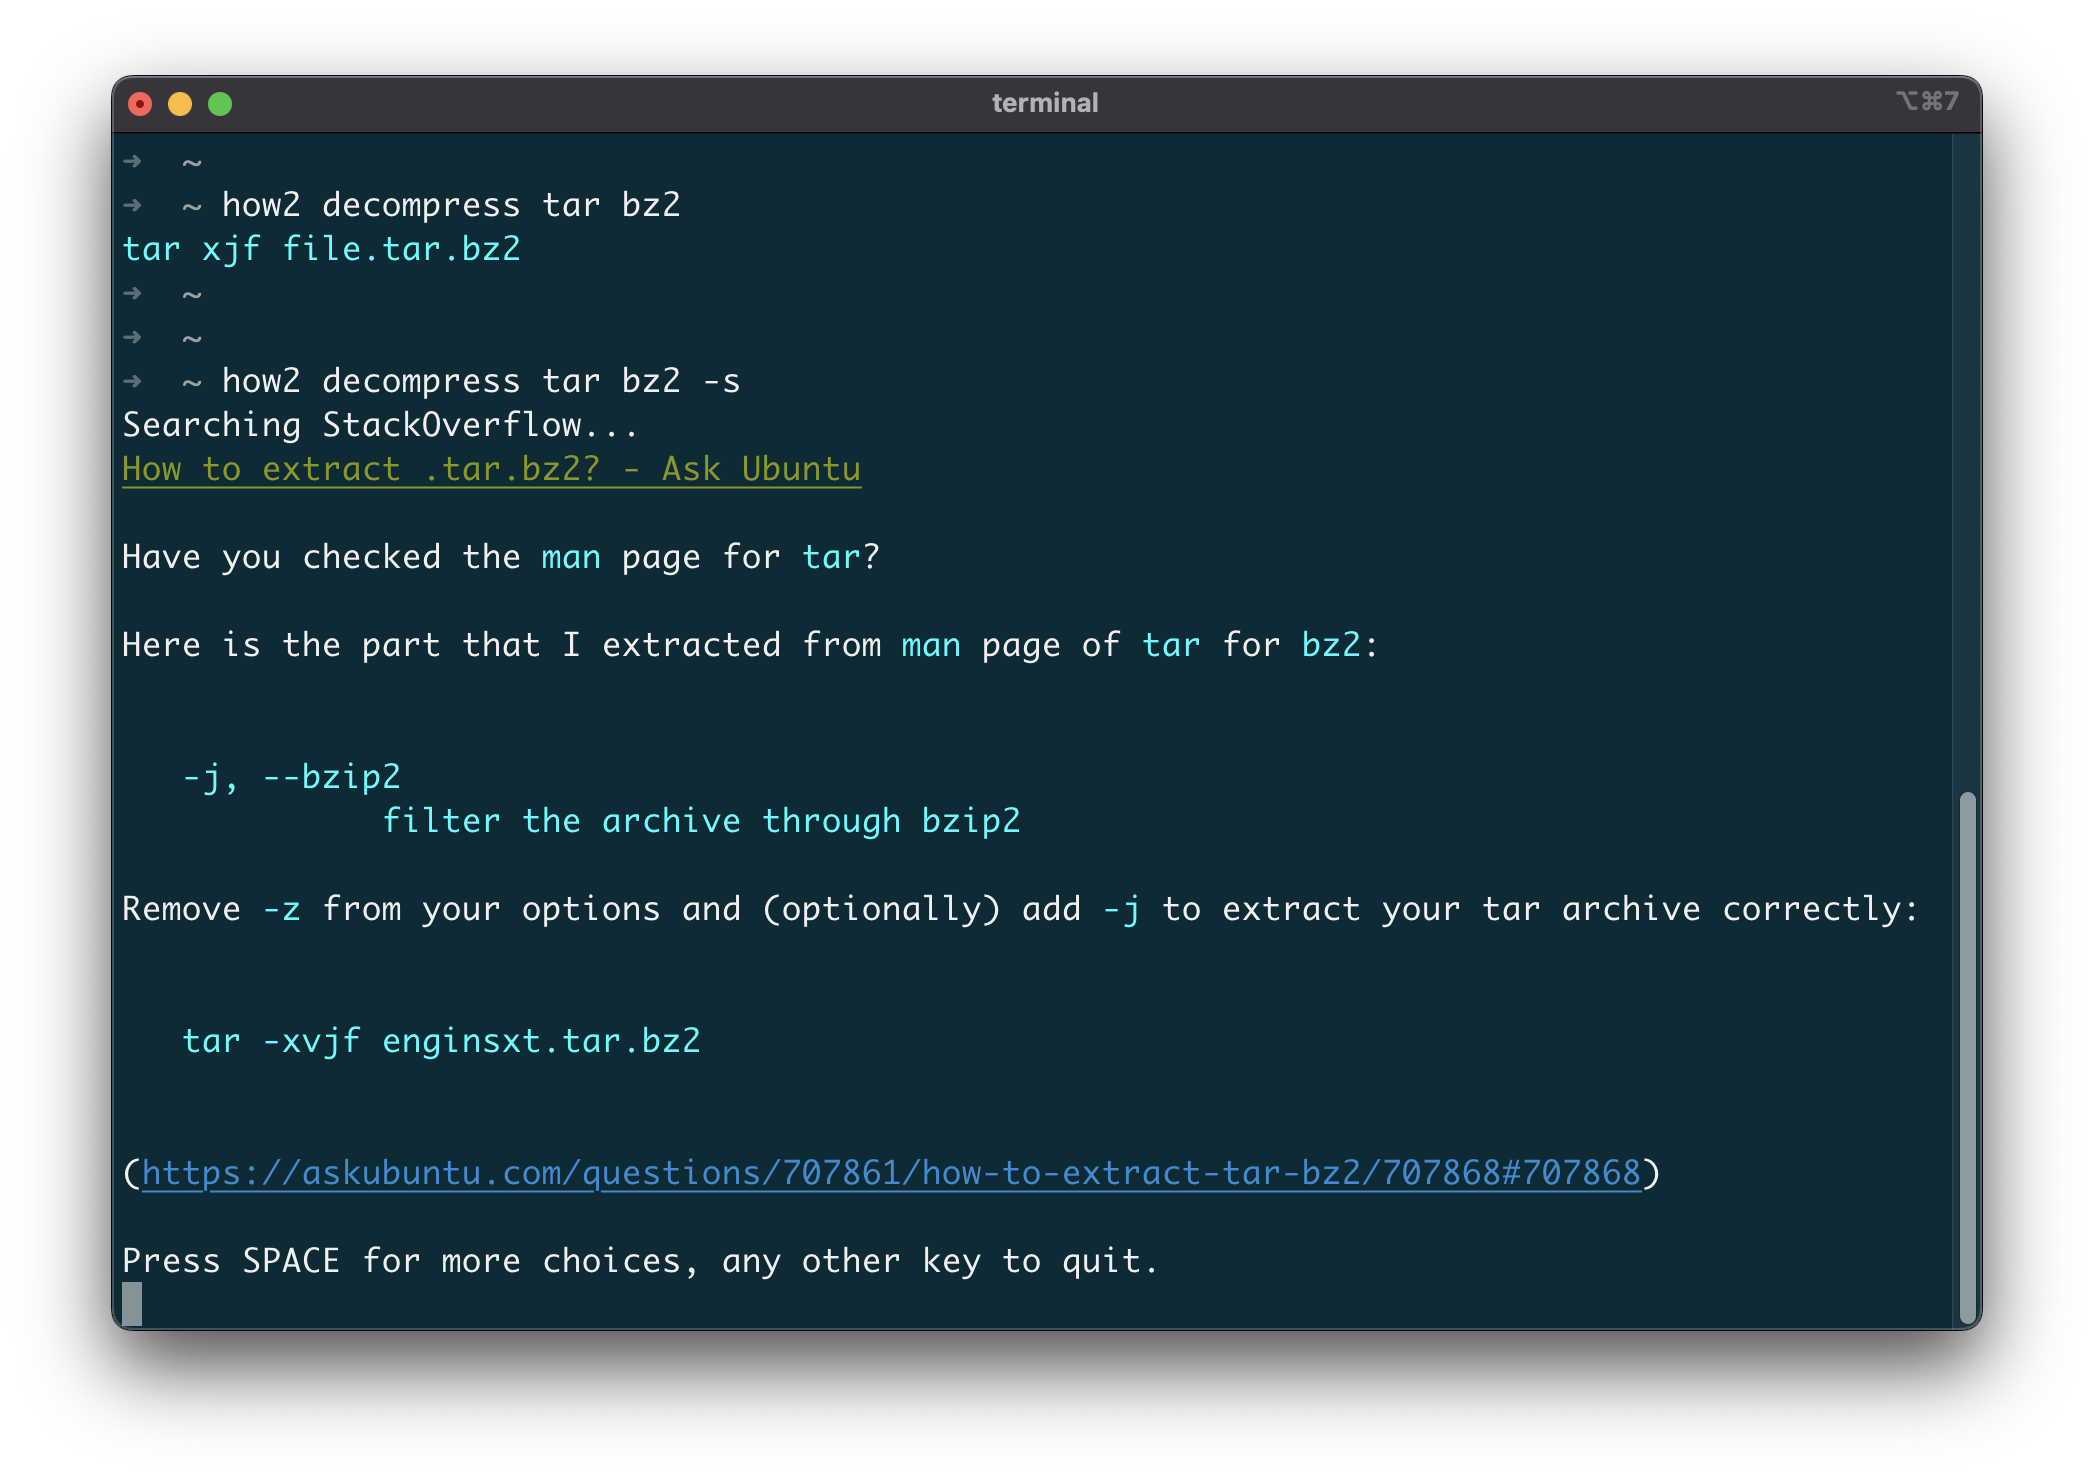 terminal
⌥⌘7
➜ ~
➜ ~ how2 decompress tar bz2
tar xjf file.tar.bz2
➜ ~
➜ ~
➜ ~ how2 decompress tar bz2 -s
Searching StackOverflow...
How to extract .tar.bz2? - Ask Ubuntu
Have you checked the man page for tar?
Here is the part that I extracted from man page of tar for bz2:
-j, --bzip2
filter the archive through bzip2
Remove -z from your options and (optionally) add -j to extract your tar archive correctly:
tar -xvjf enginsxt.tar.bz2
(https://askubuntu.com/questions/707861/how-to-extract-tar-bz2/707868#707868)
Press SPACE for more choices, any other key to quit.